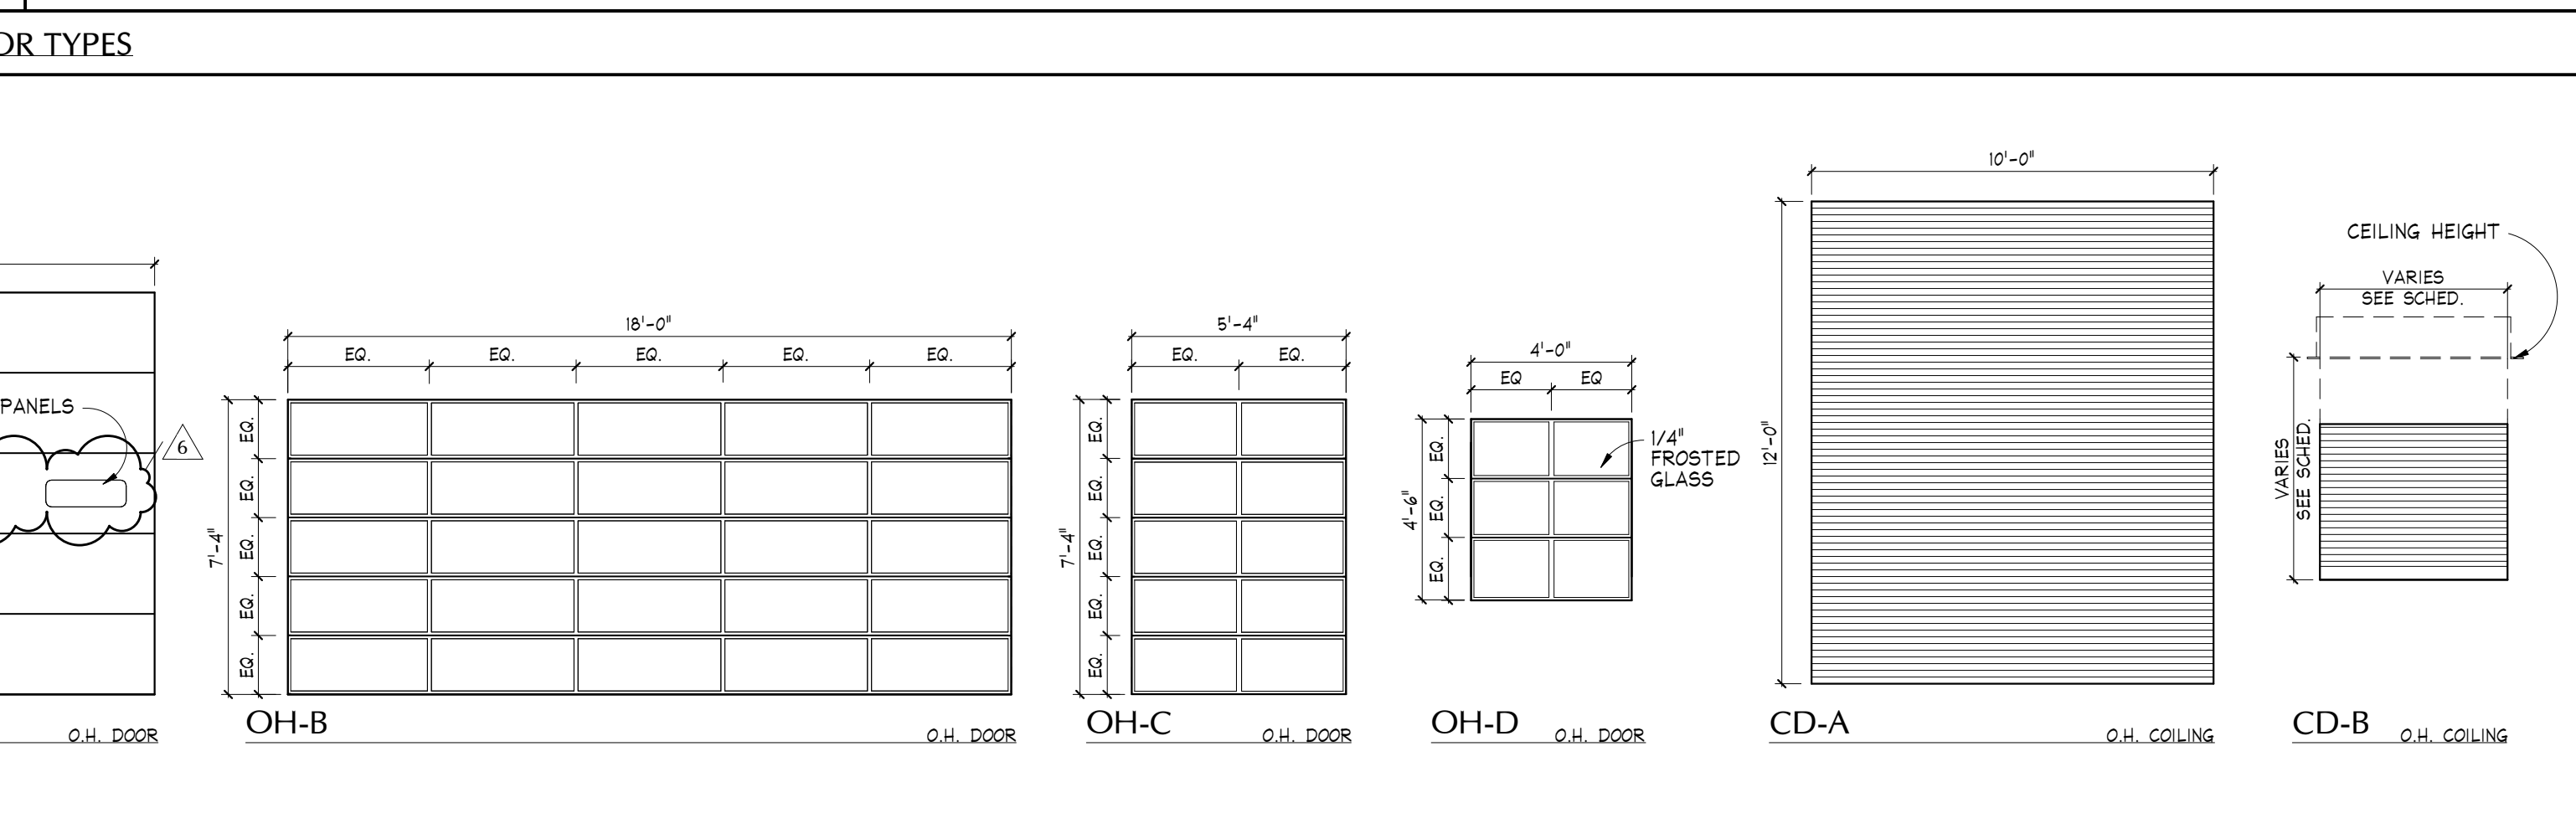 OR TYPES
PANELS
6
O.H. DOOR
18'-0"
EQ. EQ. EQ. EQ. EQ.
7'-4"
EQ.
EQ.
EQ.
EQ.
EQ.
OH-B O.H. DOOR
5'-4"
EQ. EQ.
7'-4"
EQ.
EQ.
EQ.
EQ.
EQ.
OH-C O.H. DOOR
4'-0"
EQ EQ
4'-6"
EQ.
EQ.
EQ.
1/4"
FROSTED
GLASS
OH-D O.H. DOOR
10'-0"
12'-0"
CD-A O.H. COILING
CEILING HEIGHT
VARIES
SEE SCHED.
VARIES
SEE SCHED.
CD-B O.H. COILING